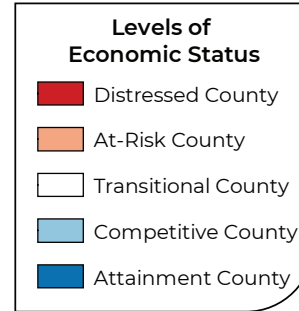 Levels of
Economic Status
Distressed County
At-Risk County
Transitional County
Competitive County
Attainment County